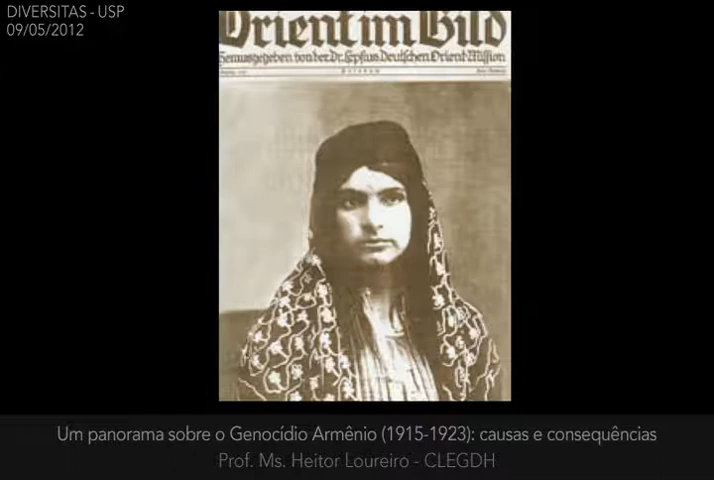 DIVERSITAS - USP
09/05/2012
Orient im Bild
Herausgegeben von der Dr. Lepsius Deutschen Orient-Mission
Um panorama sobre o Genocídio Armênio (1915-1923): causas e consequências
Prof. Ms. Heitor Loureiro - CLEGDH